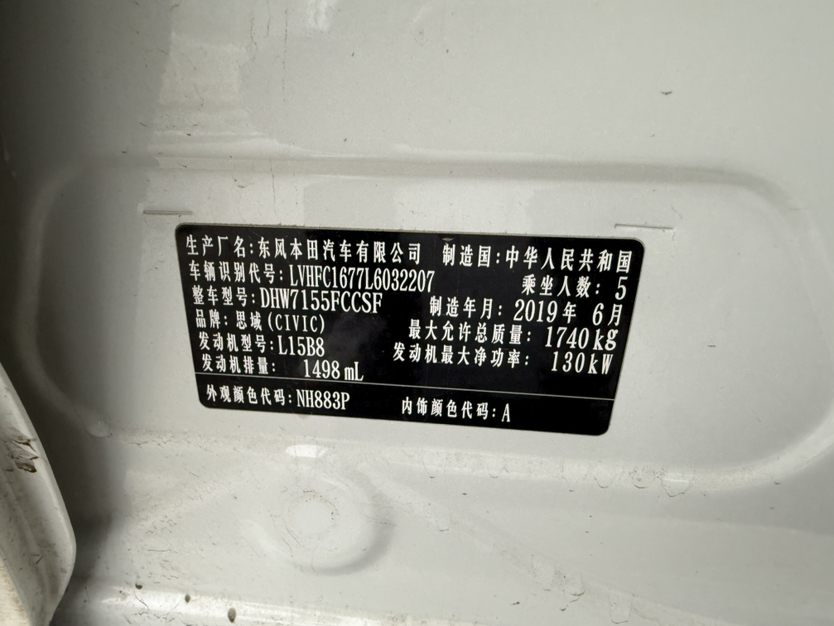 生产厂名:东风本田汽车有限公司 制造国:中华人民共和国
车辆识别代号:LVHFC1677L6032207 乘坐人数:5
整车型号:DHW7155FCCSF 制造年月:2019年6月
品牌:思域(CIVIC) 最大允许总质量:1740kg
发动机型号:L15B8 发动机最大净功率:130kW
发动机排量:1498mL
外观颜色代码:NH883P 内饰颜色代码:A